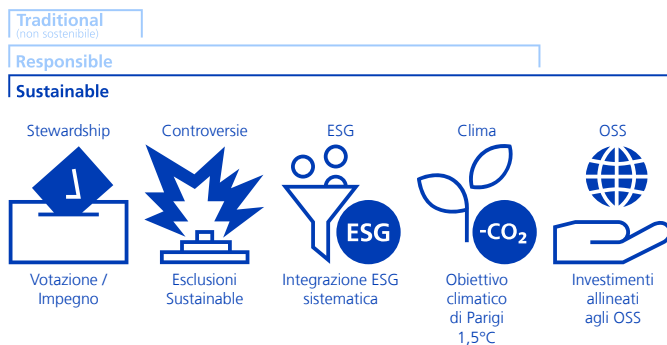 Traditional
(non sostenibile)
Responsible
Sustainable
Stewardship
Controversie
ESG
Clima
OSS
ESG
-CO₂
Votazione /
Impegno
Esclusioni
Sustainable
Integrazione ESG
sistematica
Obiettivo
climatico
di Parigi
1,5°C
Investimenti
allineati
agli OSS